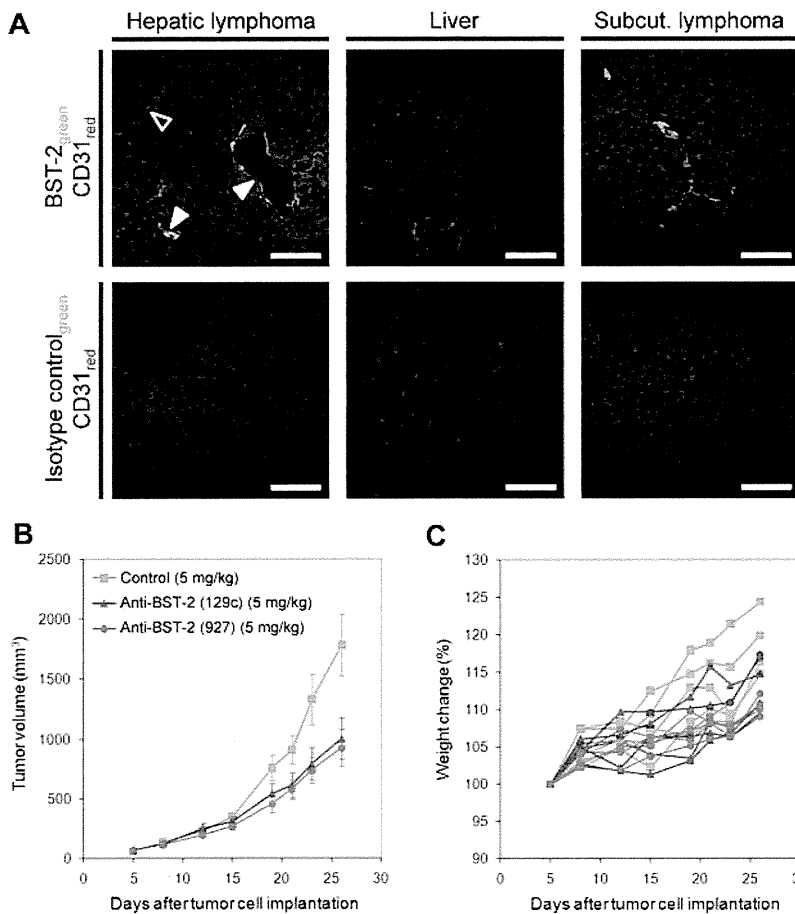 A
Hepatic lymphoma
Liver
Subcut. lymphoma
BST-2green
CD31red
Isotype controlgreen
CD31red
B
C
2500
2000
1500
1000
500
0
Tumor volume (mm³)
Control (5 mg/kg)
Anti-BST-2 (129c) (5 mg/kg)
Anti-BST-2 (927) (5 mg/kg)
0 5 10 15 20 25 30
Days after tumor cell implantation
130
125
120
115
110
105
100
95
90
Weight change (%)
0 5 10 15 20 25 30
Days after tumor cell implantation